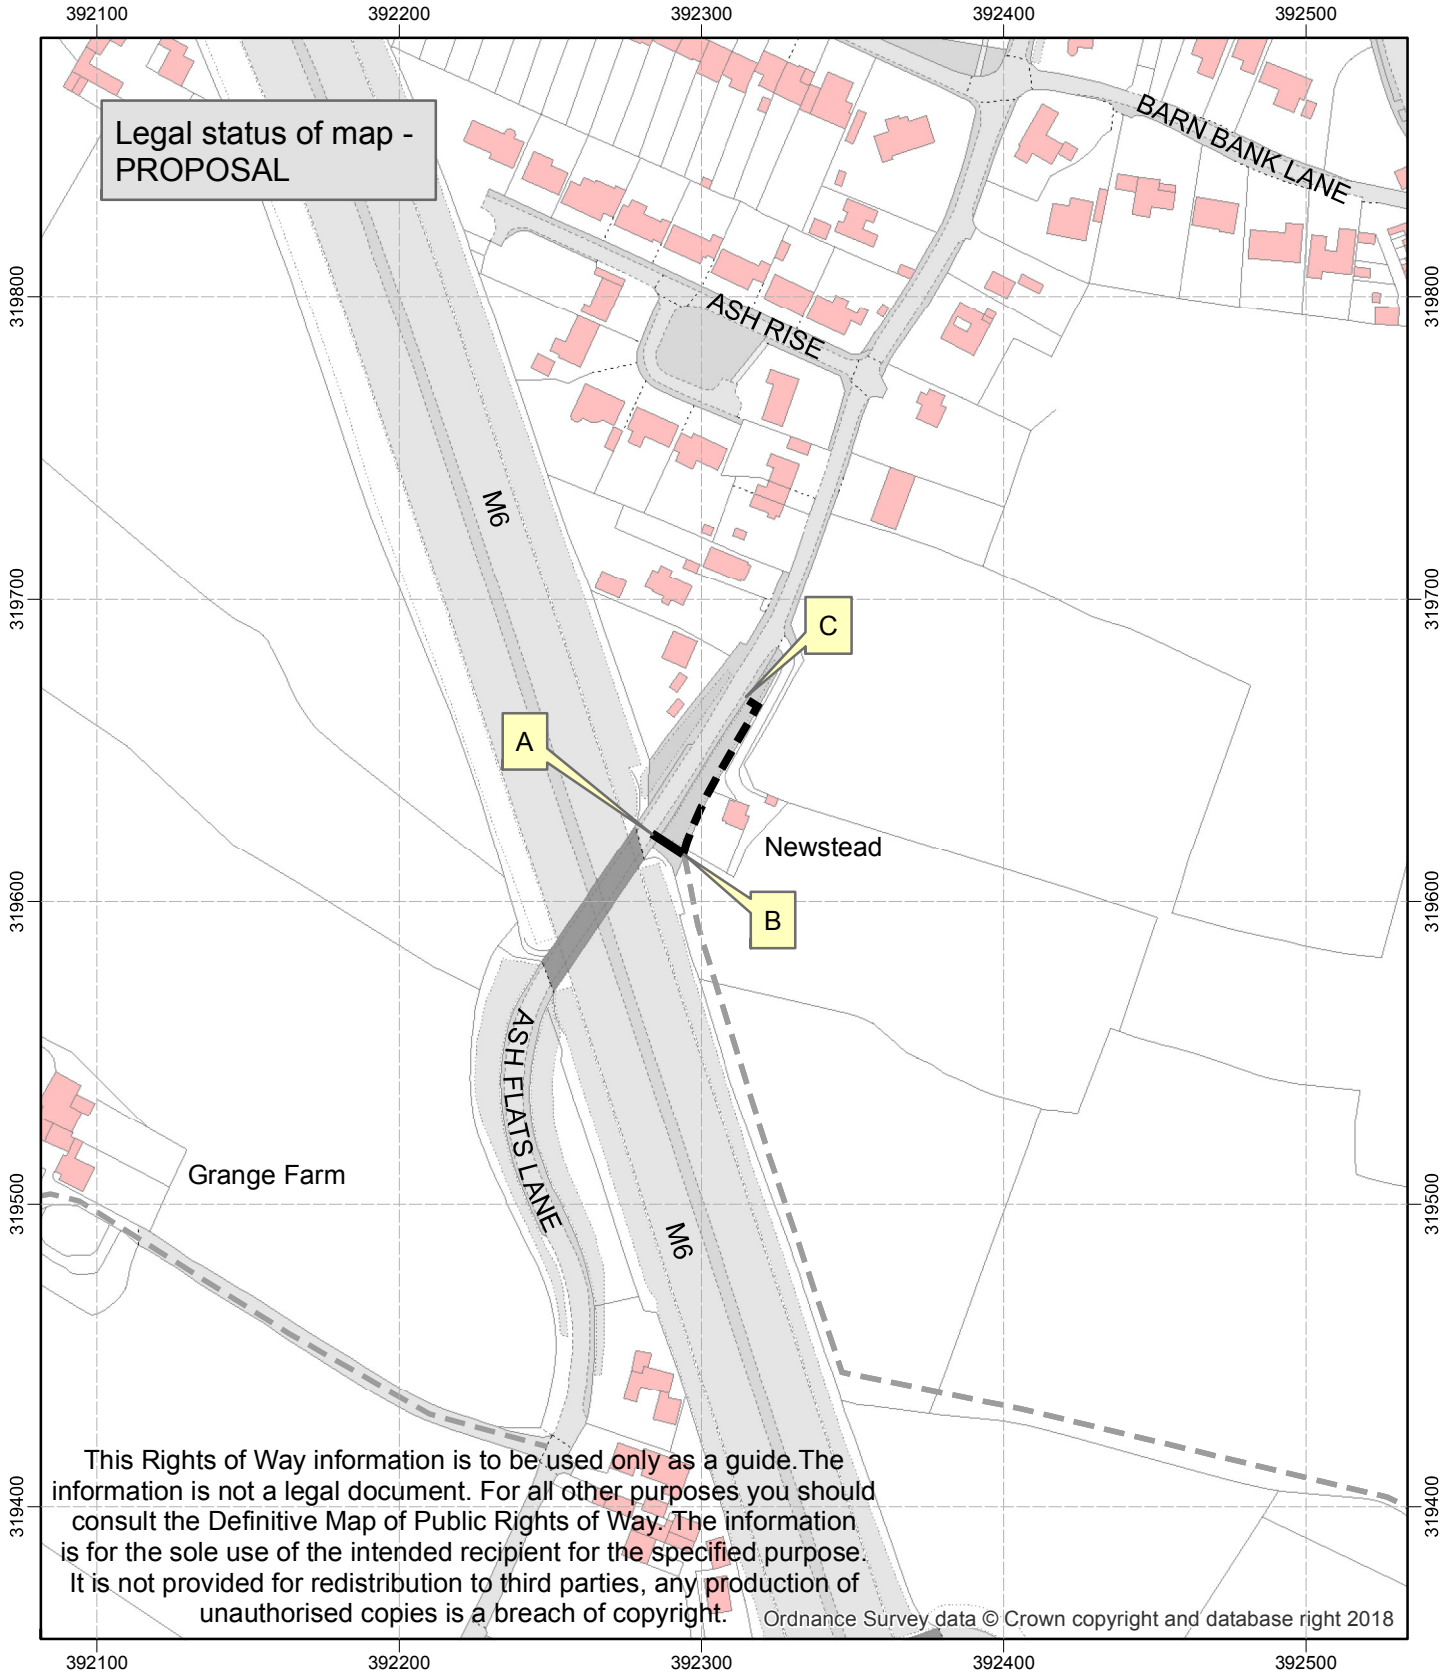 392100 392200 392300 392400 392500
Legal status of map -
PROPOSAL
BARN BANK LANE
319800 319800
ASH RISE
M6
319700 319700
C
A
Newstead
319600 319600
B
ASH FLATS LANE
Grange Farm
319500 319500
M6
This Rights of Way information is to be used only as a guide.The
information is not a legal document. For all other purposes you should
consult the Definitive Map of Public Rights of Way. The information
is for the sole use of the intended recipient for the specified purpose.
It is not provided for redistribution to third parties, any production of
unauthorised copies is a breach of copyright.
319400 319400
Ordnance Survey data © Crown copyright and database right 2018
392100 392200 392300 392400 392500